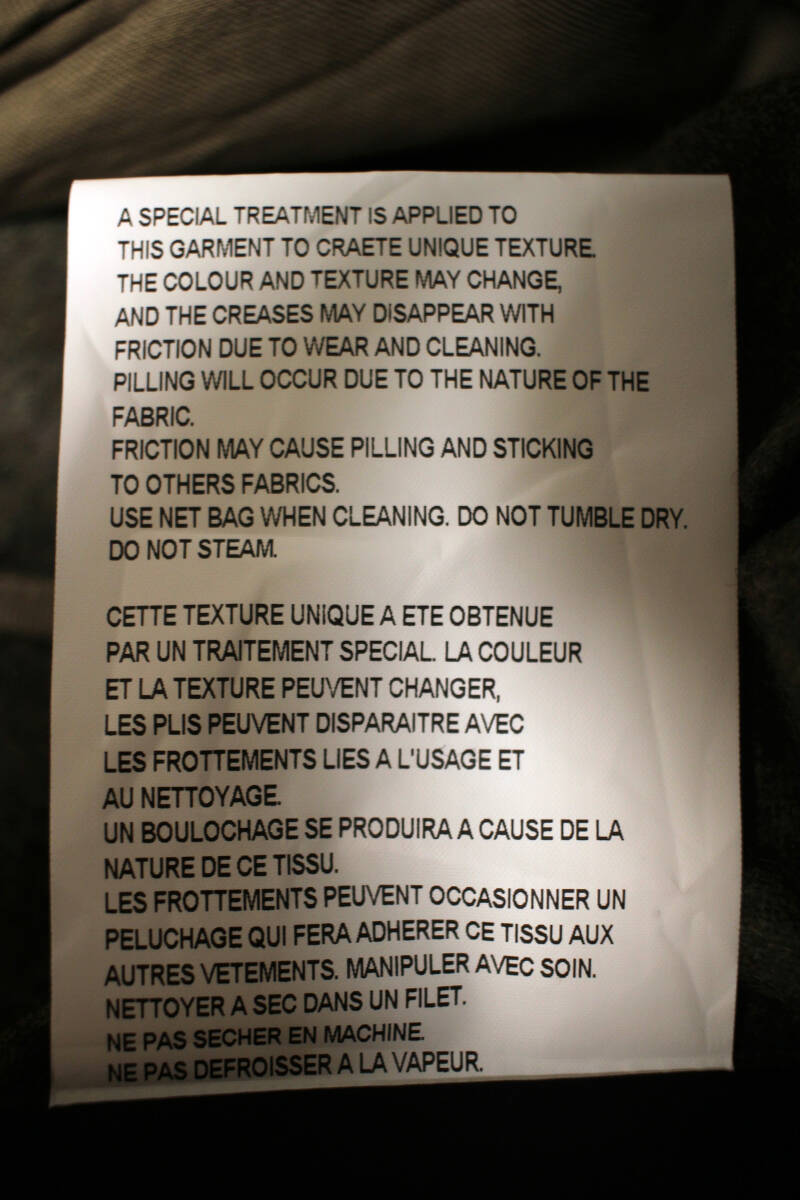 A SPECIAL TREATMENT IS APPLIED TO
THIS GARMENT TO CRAETE UNIQUE TEXTURE.
THE COLOUR AND TEXTURE MAY CHANGE,
AND THE CREASES MAY DISAPPEAR WITH
FRICTION DUE TO WEAR AND CLEANING.
PILLING WILL OCCUR DUE TO THE NATURE OF THE
FABRIC.
FRICTION MAY CAUSE PILLING AND STICKING
TO OTHERS FABRICS.
USE NET BAG WHEN CLEANING. DO NOT TUMBLE DRY.
DO NOT STEAM.
CETTE TEXTURE UNIQUE A ETE OBTENUE
PAR UN TRAITEMENT SPECIAL. LA COULEUR
ET LA TEXTURE PEUVENT CHANGER,
LES PLIS PEUVENT DISPARAITRE AVEC
LES FROTTEMENTS LIES A L'USAGE ET
AU NETTOYAGE.
UN BOULOCHAGE SE PRODUIRA A CAUSE DE LA
NATURE DE CE TISSU.
LES FROTTEMENTS PEUVENT OCCASIONNER UN
PELUCHAGE QUI FERA ADHERER CE TISSU AUX
AUTRES VETEMENTS. MANIPULER AVEC SOIN.
NETTOYER A SEC DANS UN FILET.
NE PAS SECHER EN MACHINE.
NE PAS DEFROISSER A LA VAPEUR.